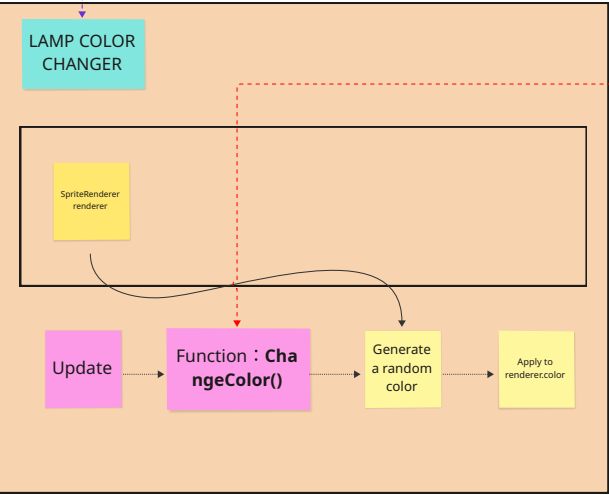 LAMP COLOR
CHANGER
SpriteRenderer
renderer
Update
Function：Cha
ngeColor()
Generate
a random
color
Apply to
renderer.color